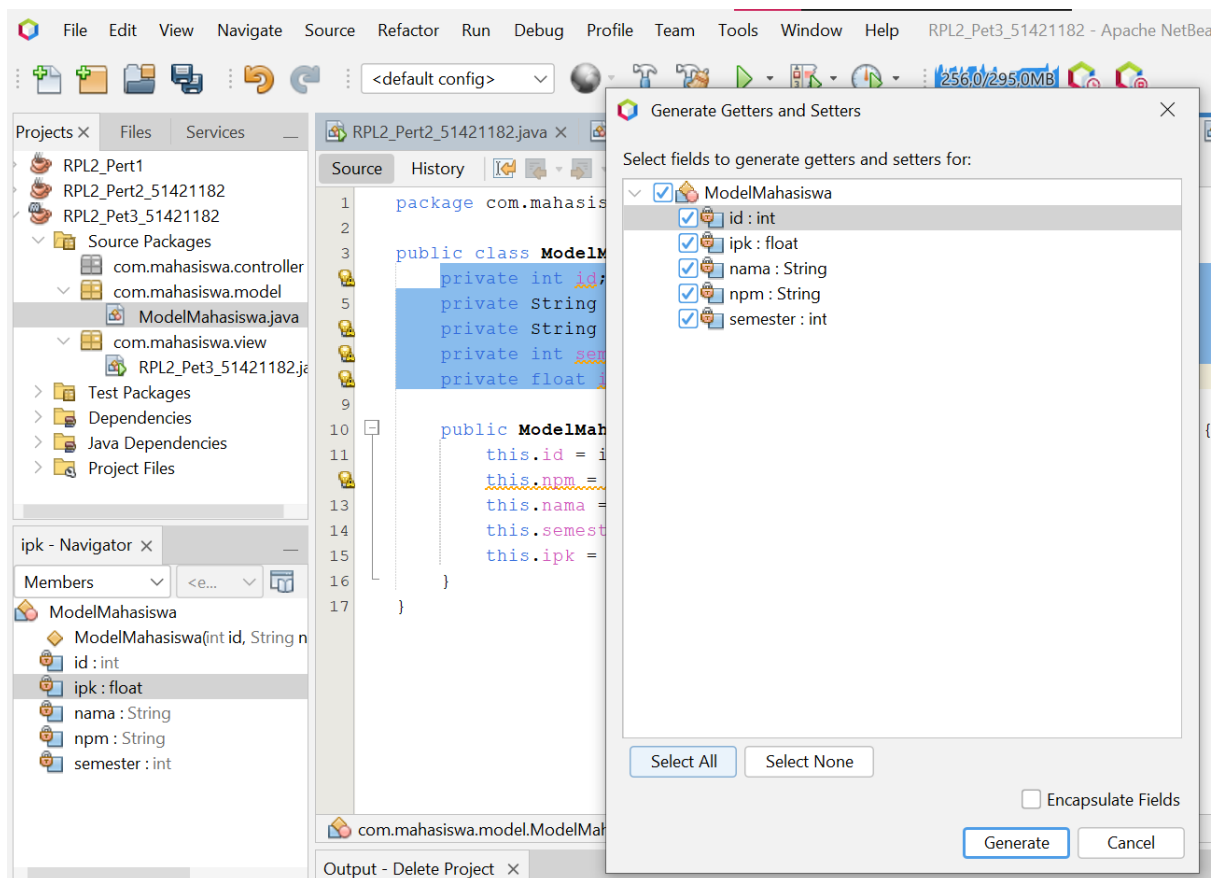 File Edit View Navigate Source Refactor Run Debug Profile Team Tools Window Help RPL2_Pet3_51421182 - Apache NetBea
<default config>
256,0/295,0MB
Projects
Files
Services
RPL2_Pert1
RPL2_Pert2_51421182
RPL2_Pet3_51421182
Source Packages
com.mahasiswa.controller
com.mahasiswa.model
ModelMahasiswa.java
com.mahasiswa.view
RPL2_Pet3_51421182.ja
Test Packages
Dependencies
Java Dependencies
Project Files
ipk - Navigator
Members
<e...
ModelMahasiswa
ModelMahasiswa(int id, String n
id : int
ipk : float
nama : String
npm : String
semester : int
RPL2_Pert2_51421182.java
Source History
1 package com.mahasis
2
3 public class ModelM
private int id;
5 private String
private String
private int sem
private float i
9
10 public ModelMah {
11 this.id = i
this.npm =
13 this.nama =
14 this.semest
15 this.ipk =
16 }
17 }
com.mahasiswa.model.ModelMah
Output - Delete Project
Generate Getters and Setters
Select fields to generate getters and setters for:
ModelMahasiswa
id : int
ipk : float
nama : String
npm : String
semester : int
Select All Select None
Encapsulate Fields
Generate Cancel